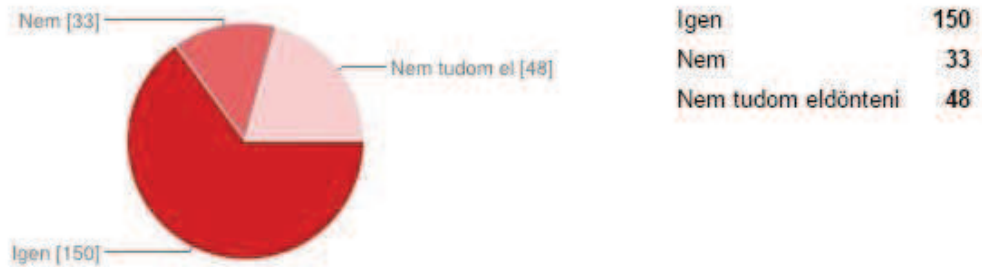 Nem [33]
Nem tudom el [48]
Igen [150]
Igen 150
Nem 33
Nem tudom eldönteni 48